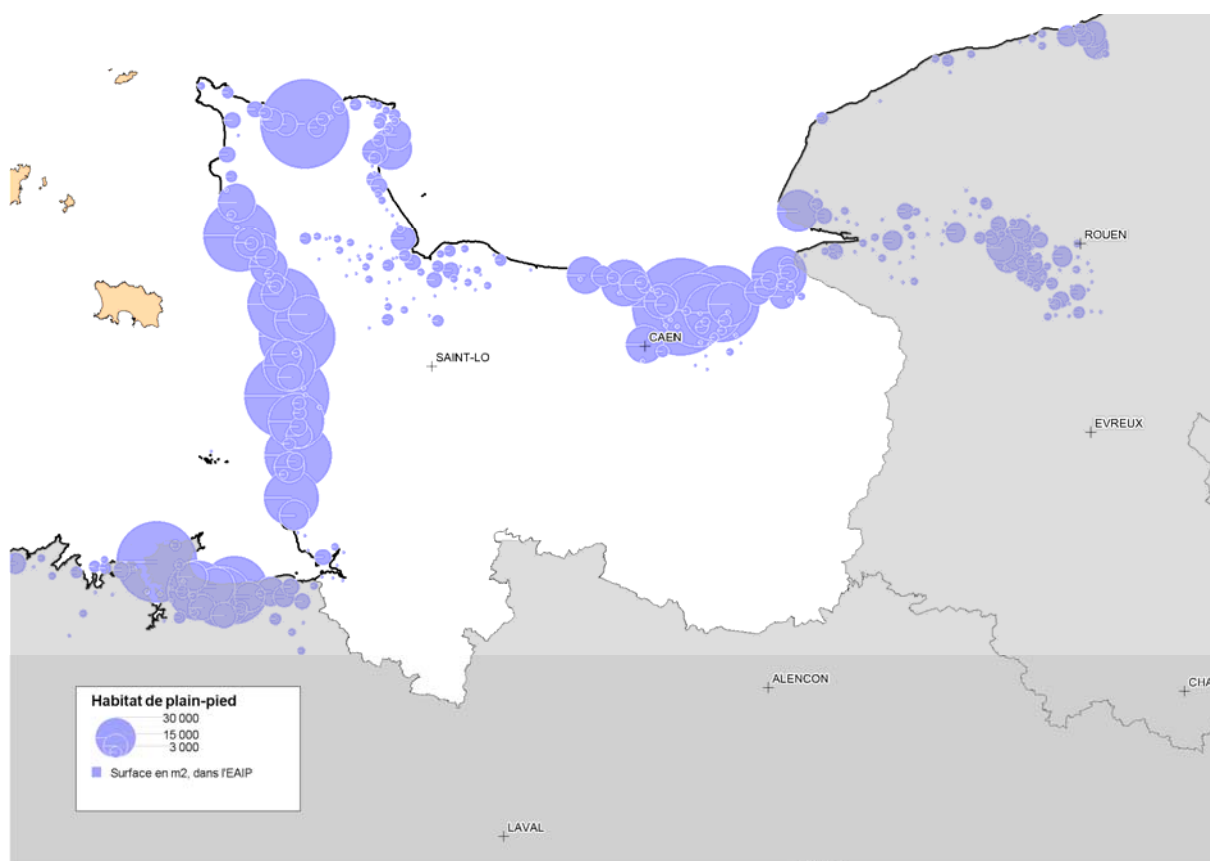 ROUEN
CAEN
SAINT-LO
EVREUX
ALENCON
CHA
LAVAL
Habitat de plain-pied
30 000
15 000
3 000
Surface en m2, dans l'EAIP